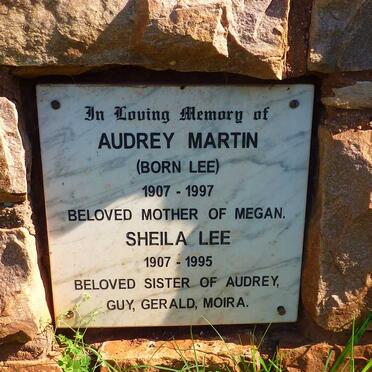 In Loving Memory of
AUDREY MARTIN
(BORN LEE)
1907 - 1997
BELOVED MOTHER OF MEGAN.
SHEILA LEE
1907 - 1995
BELOVED SISTER OF AUDREY,
GUY, GERALD, MOIRA.